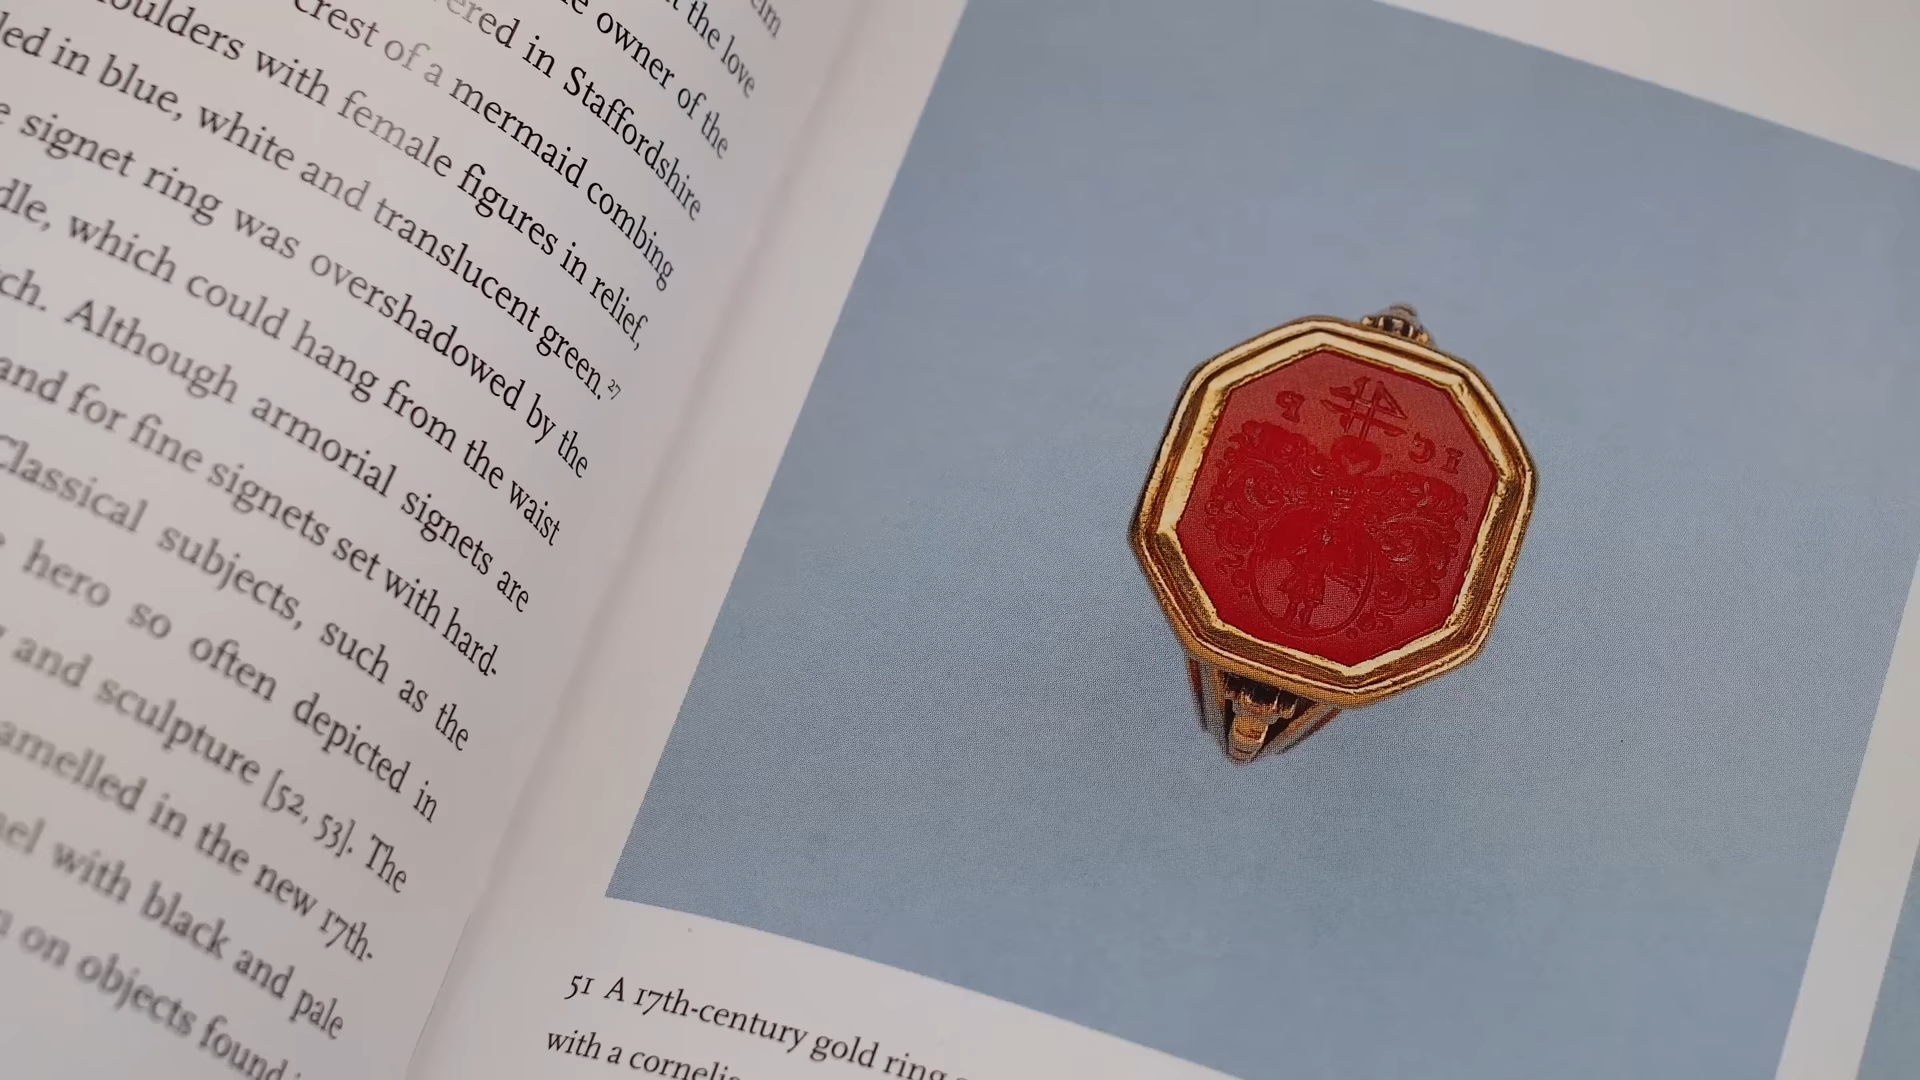 the love
owner of the
in Staffordshire
crest of a mermaid combing
oulders with female figures in relief,
led in blue, white and translucent green.27
signet ring was overshadowed by the
dle, which could hang from the waist
ch. Although armorial signets are
and for fine signets set with hard-
Classical subjects, such as the
hero so often depicted in
and sculpture [52, 53]. The
amelled in the new 17th-
el with black and pale
on objects found
P IC
51 A 17th-century gold ring
with a cornelia